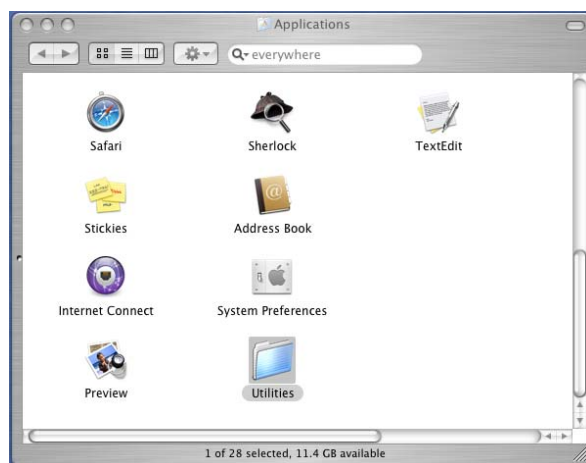 Applications
everywhere
Safari
Sherlock
TextEdit
Stickies
Address Book
Internet Connect
System Preferences
Preview
Utilities
1 of 28 selected, 11.4 GB available